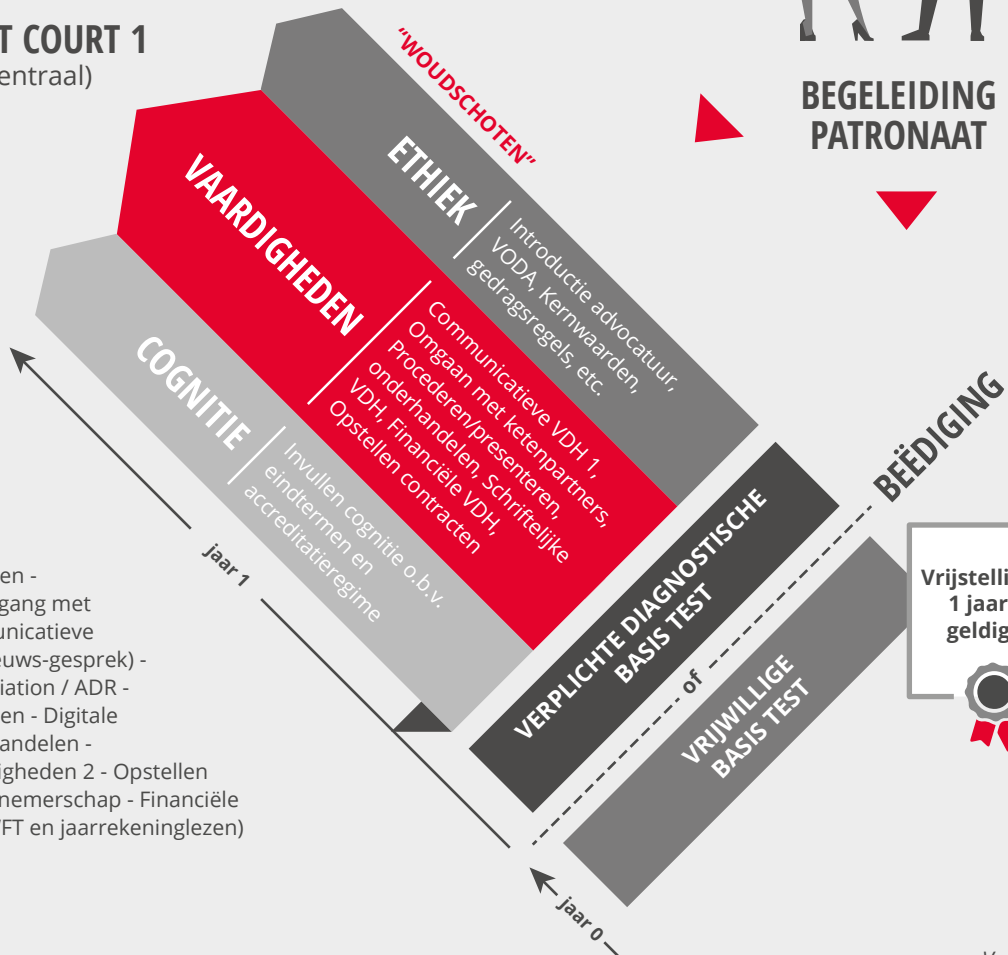 T COURT 1
entraal)
"WOUDSCHOTEN"
BEGELEIDING
PATRONAAT
ETHIEK
Introductie advocatuur,
VODA, Kernwaarden,
gedragsregels, etc.
VAARDIGHEDEN
Communicatieve VDH 1,
Omgaan met ketenpartners,
Procederen/presenteren,
onderhandelen, Schriftelijke
VDH, Financiële VDH,
Opstellen contracten
COGNITIE
Invullen cognitie o.b.v.
eindtermen en
accreditatieregime
BEËDIGING
jaar 1
en -
gang met
unicatieve
euws-gesprek) -
iation / ADR -
en - Digitale
andelen -
igheden 2 - Opstellen
nemerschap - Financiële
FT en jaarrekeninglezen)
VERPLICHTE DIAGNOSTISCHE
BASIS TEST
of
VRIJWILLIGE
BASIS TEST
Vrijstelli
1 jaar
geldig
jaar 0